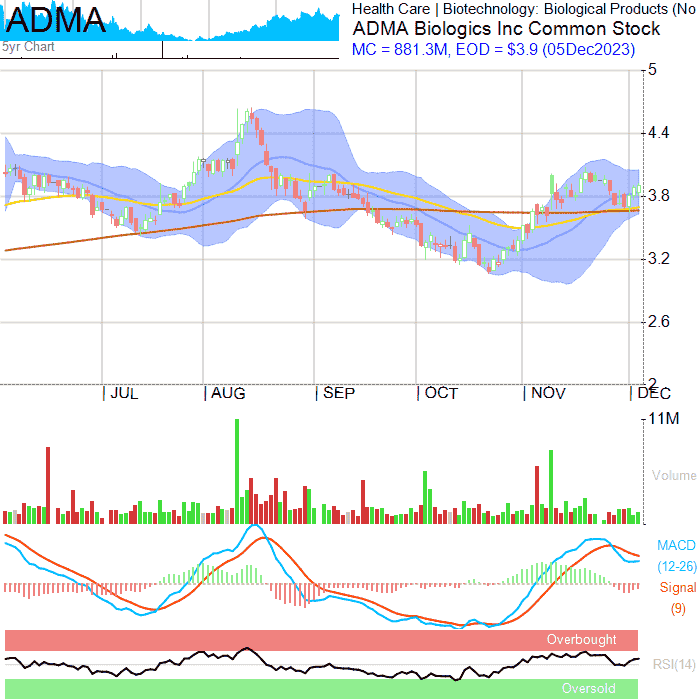 ADMA
5yr Chart
Health Care | Biotechnology: Biological Products (No
ADMA Biologics Inc Common Stock
MC = 881.3M, EOD = $3.9 (05Dec2023)
5
4.4
3.8
3.2
2.6
2
| JUL | AUG | SEP | OCT | NOV | DEC
11M
Volume
MACD
(12-26)
Signal
(9)
Overbought
RSI(14)
Oversold